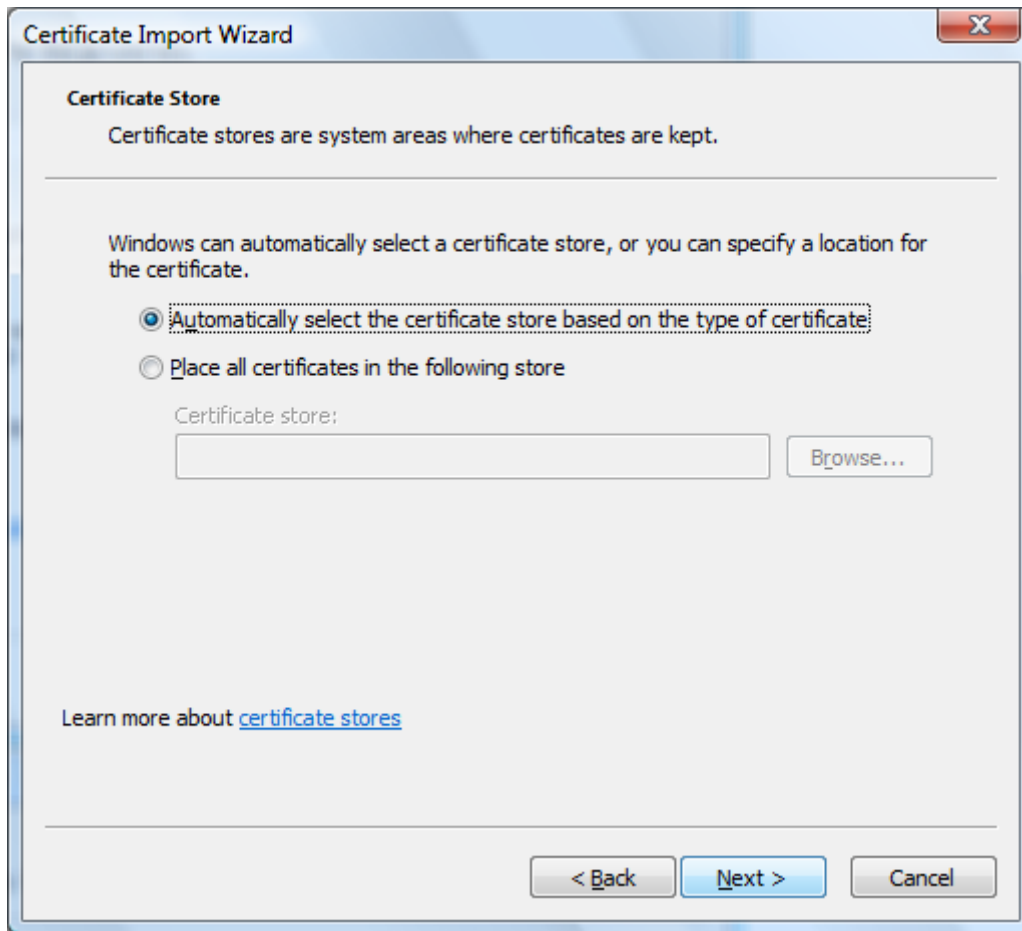 Certificate Import Wizard
Certificate Store
Certificate stores are system areas where certificates are kept.
Windows can automatically select a certificate store, or you can specify a location for
the certificate.
Automatically select the certificate store based on the type of certificate
Place all certificates in the following store
Certificate store:
Browse...
Learn more about certificate stores
< Back
Next >
Cancel